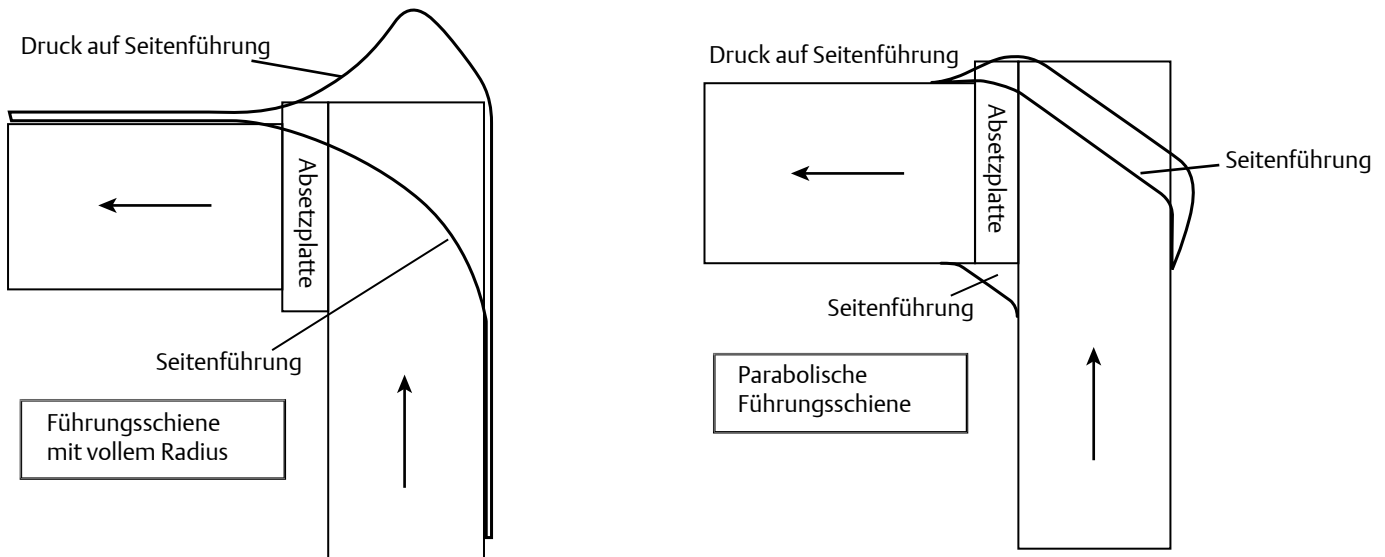 Druck auf Seitenführung
Absetzplatte
Seitenführung
Führungsschiene
mit vollem Radius
Druck auf Seitenführung
Absetzplatte
Seitenführung
Seitenführung
Parabolische
Führungsschiene